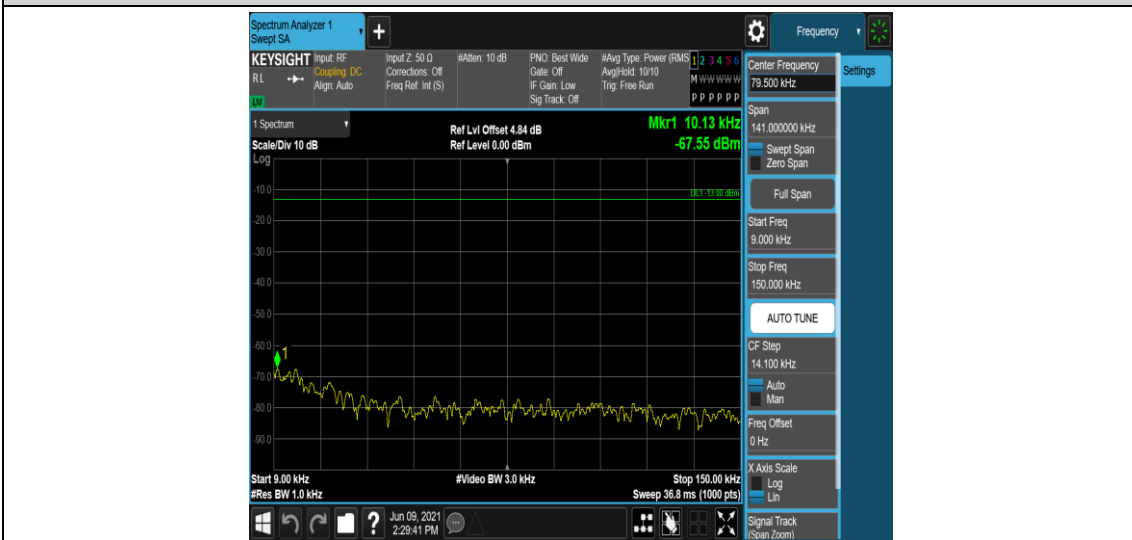 Spectrum Analyzer 1
Swept SA
+
Frequency
KEYSIGHT
RL
LXI
Input: RF
Coupling: DC
Align: Auto
Input Z: 50 Ω
Corrections: Off
Freq Ref: Int (S)
#Atten: 10 dB
PNO: Best Wide
Gate: Off
IF Gain: Low
Sig Track: Off
#Avg Type: Power (RMS
Avg|Hold: 10/10
Trig: Free Run
1 2 3 4 5 6
M W W W W W
P P P P P P
Center Frequency
79.500 kHz
Settings
Span
141.000000 kHz
Swept Span
Zero Span
Full Span
Start Freq
9.000 kHz
Stop Freq
150.000 kHz
AUTO TUNE
CF Step
14.100 kHz
Auto
Man
Freq Offset
0 Hz
X Axis Scale
Log
Lin
Signal Track
(Span Zoom)
1 Spectrum
Scale/Div 10 dB
Log
Ref Lvl Offset 4.84 dB
Ref Level 0.00 dBm
Mkr1 10.13 kHz
-67.55 dBm
DL1 -13.00 dBm
-10.0
-20.0
-30.0
-40.0
-50.0
-60.0
-70.0
-80.0
-90.0
1
Start 9.00 kHz
#Res BW 1.0 kHz
#Video BW 3.0 kHz
Stop 150.00 kHz
Sweep 36.8 ms (1000 pts)
?
Jun 09, 2021
2:29:41 PM